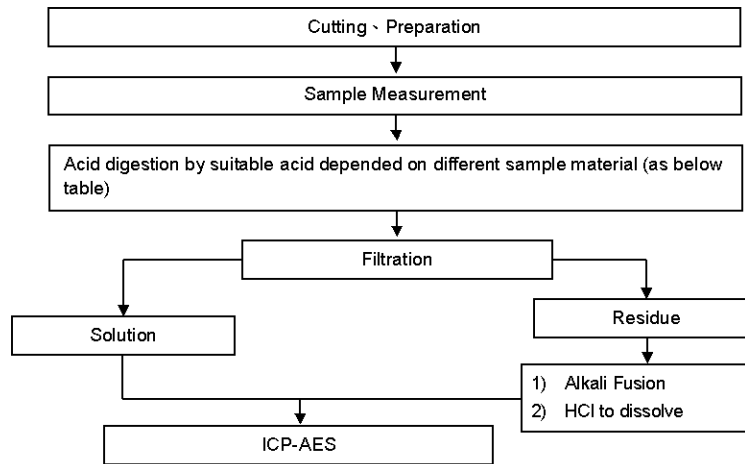 Cutting、Preparation
Sample Measurement
Acid digestion by suitable acid depended on different sample material (as below
table)
Filtration
Solution
Residue
1) Alkali Fusion
2) HCl to dissolve
ICP-AES